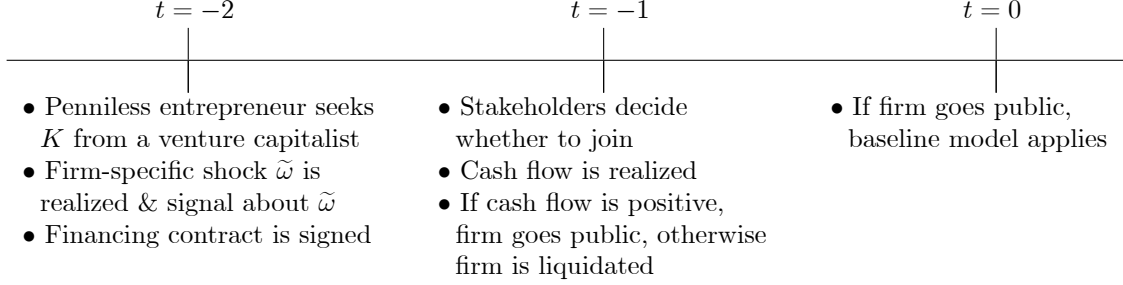 t = −2
t = −1
t = 0
• Penniless entrepreneur seeks
K from a venture capitalist
• Firm-specific shock ω̃ is
realized & signal about ω̃
• Financing contract is signed
• Stakeholders decide
whether to join
• Cash flow is realized
• If cash flow is positive,
firm goes public, otherwise
firm is liquidated
• If firm goes public,
baseline model applies